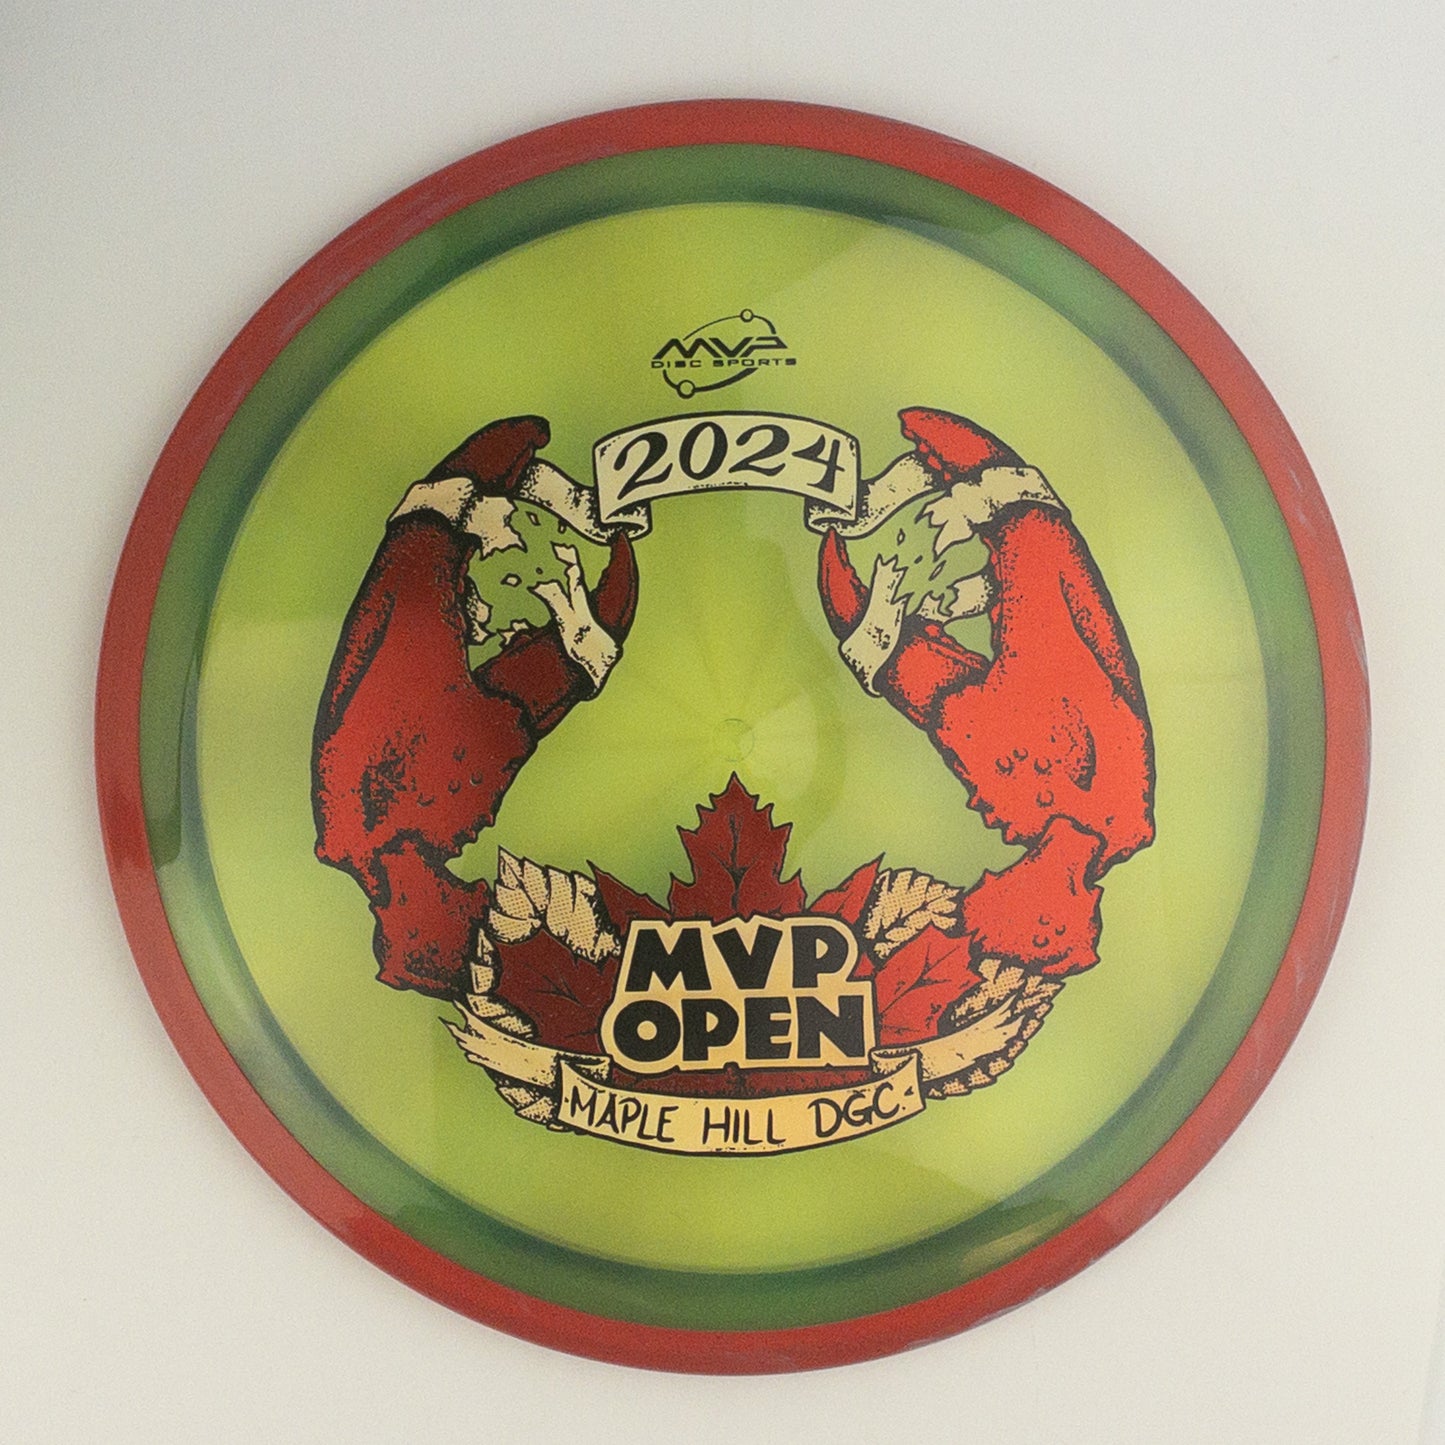 MVP
DISC SPORTS
2024
MVP
OPEN
MAPLE HILL DGC.